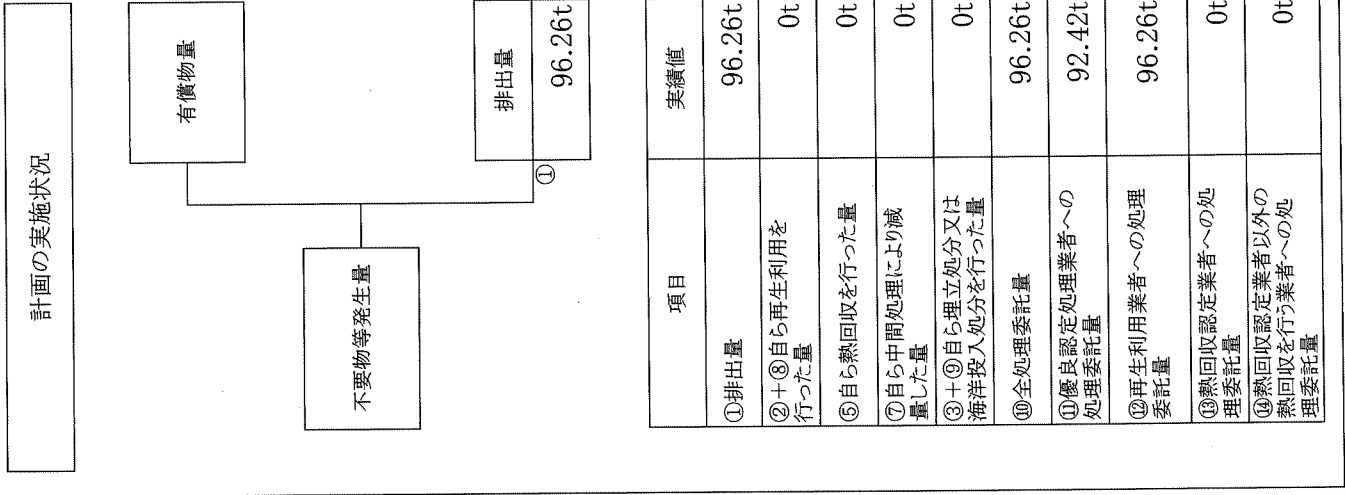 計画の実施状況
有償物量
不要物等発生量
排出量
①
96.26t
項目
実績値
①排出量
96.26t
②+⑧自ら再生利用を
行った量
0t
⑤自ら熱回収を行った量
0t
⑦自ら中間処理により減
量した量
0t
③+⑨自ら埋立処分又は
海洋投入処分を行った量
0t
⑩全処理委託量
96.26t
⑪優良認定処理業者への
処理委託量
92.42t
⑫再生利用業者への処理
委託量
96.26t
⑬熱回収認定業者への処
理委託量
0t
⑭熱回収認定業者以外の
熱回収を行う業者への処
理委託量
0t